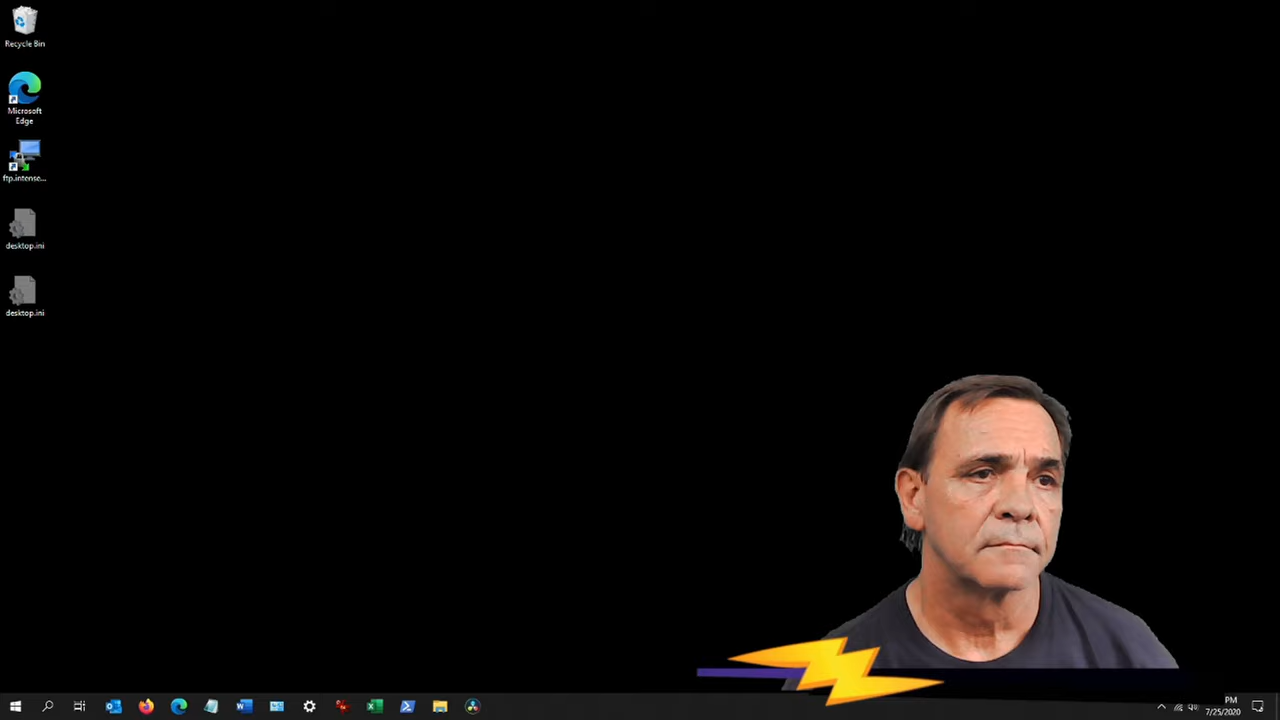 Recycle Bin
Microsoft
Edge
ftp.intense...
desktop.ini
desktop.ini
PM
7/25/2020